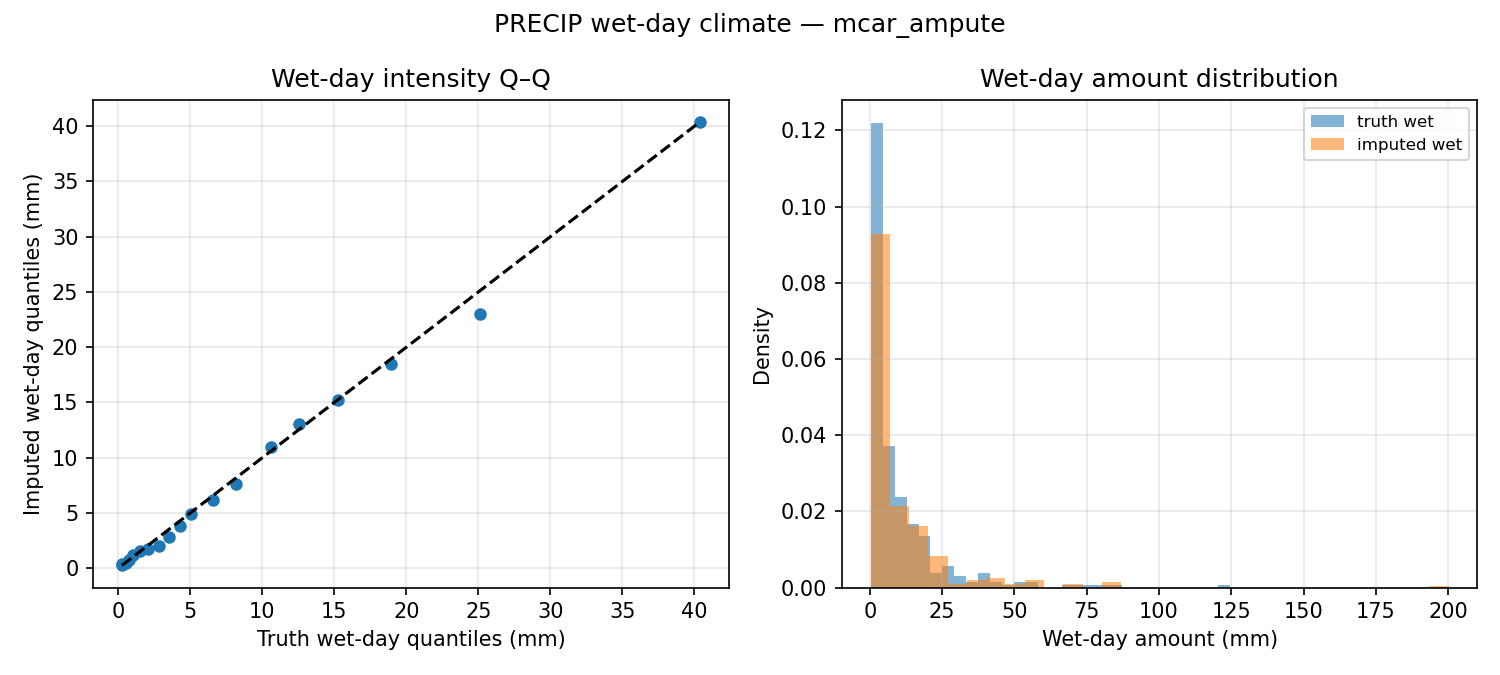 PRECIP wet-day climate — mcar_ampute
Wet-day intensity Q–Q
Imputed wet-day quantiles (mm)
40
35
30
25
20
15
10
5
0
0 5 10 15 20 25 30 35 40
Truth wet-day quantiles (mm)
Wet-day amount distribution
truth wet
imputed wet
Density
0.12
0.10
0.08
0.06
0.04
0.02
0.00
0 25 50 75 100 125 150 175 200
Wet-day amount (mm)